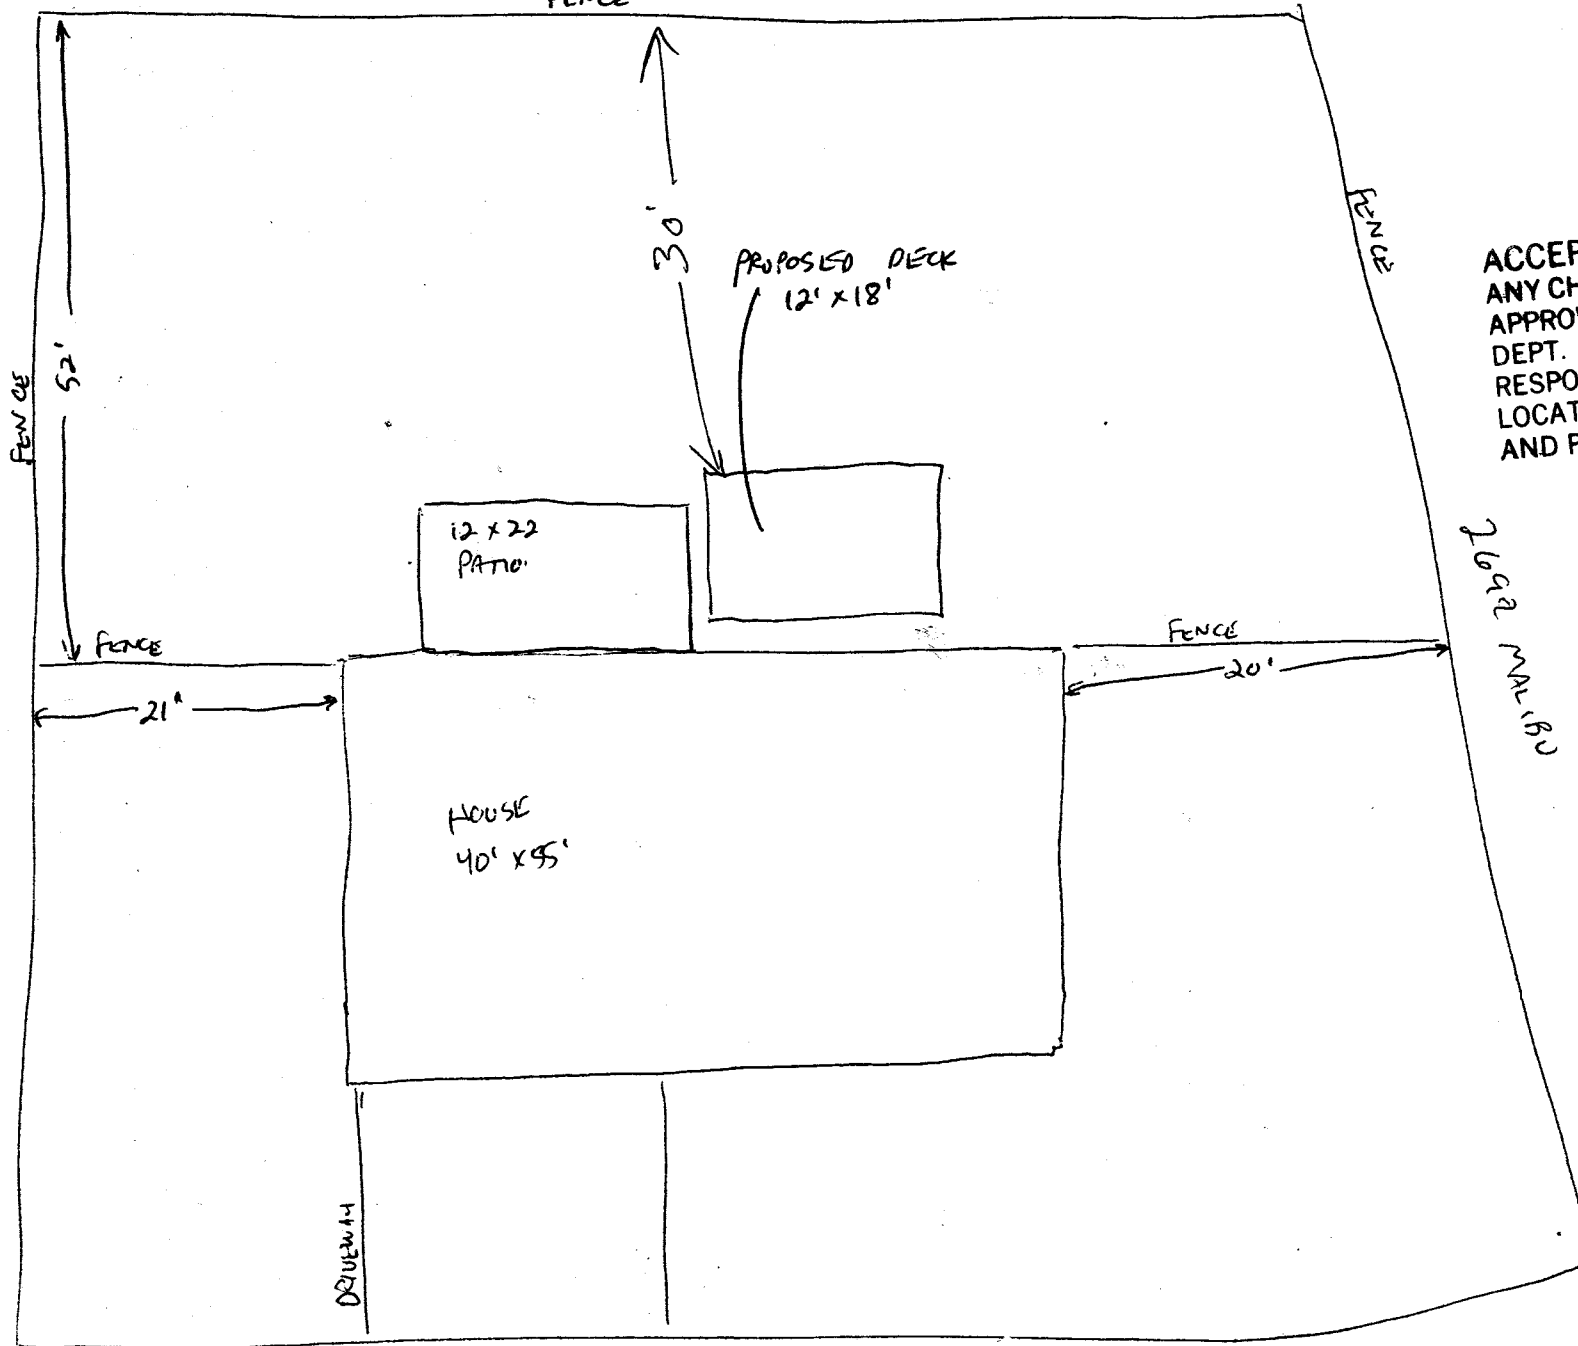 FENCE
30'
PROPOSED DECK
12' x 18'
FENCE
52'
FENCE
12 x 22
PATIO
FENCE
21'
FENCE
20'
HOUSE
40' x 55'
DRIVEWAY
2692 MALIBU
ACCEP
ANY CH
APPROV
DEPT.
RESPO
LOCAT
AND P